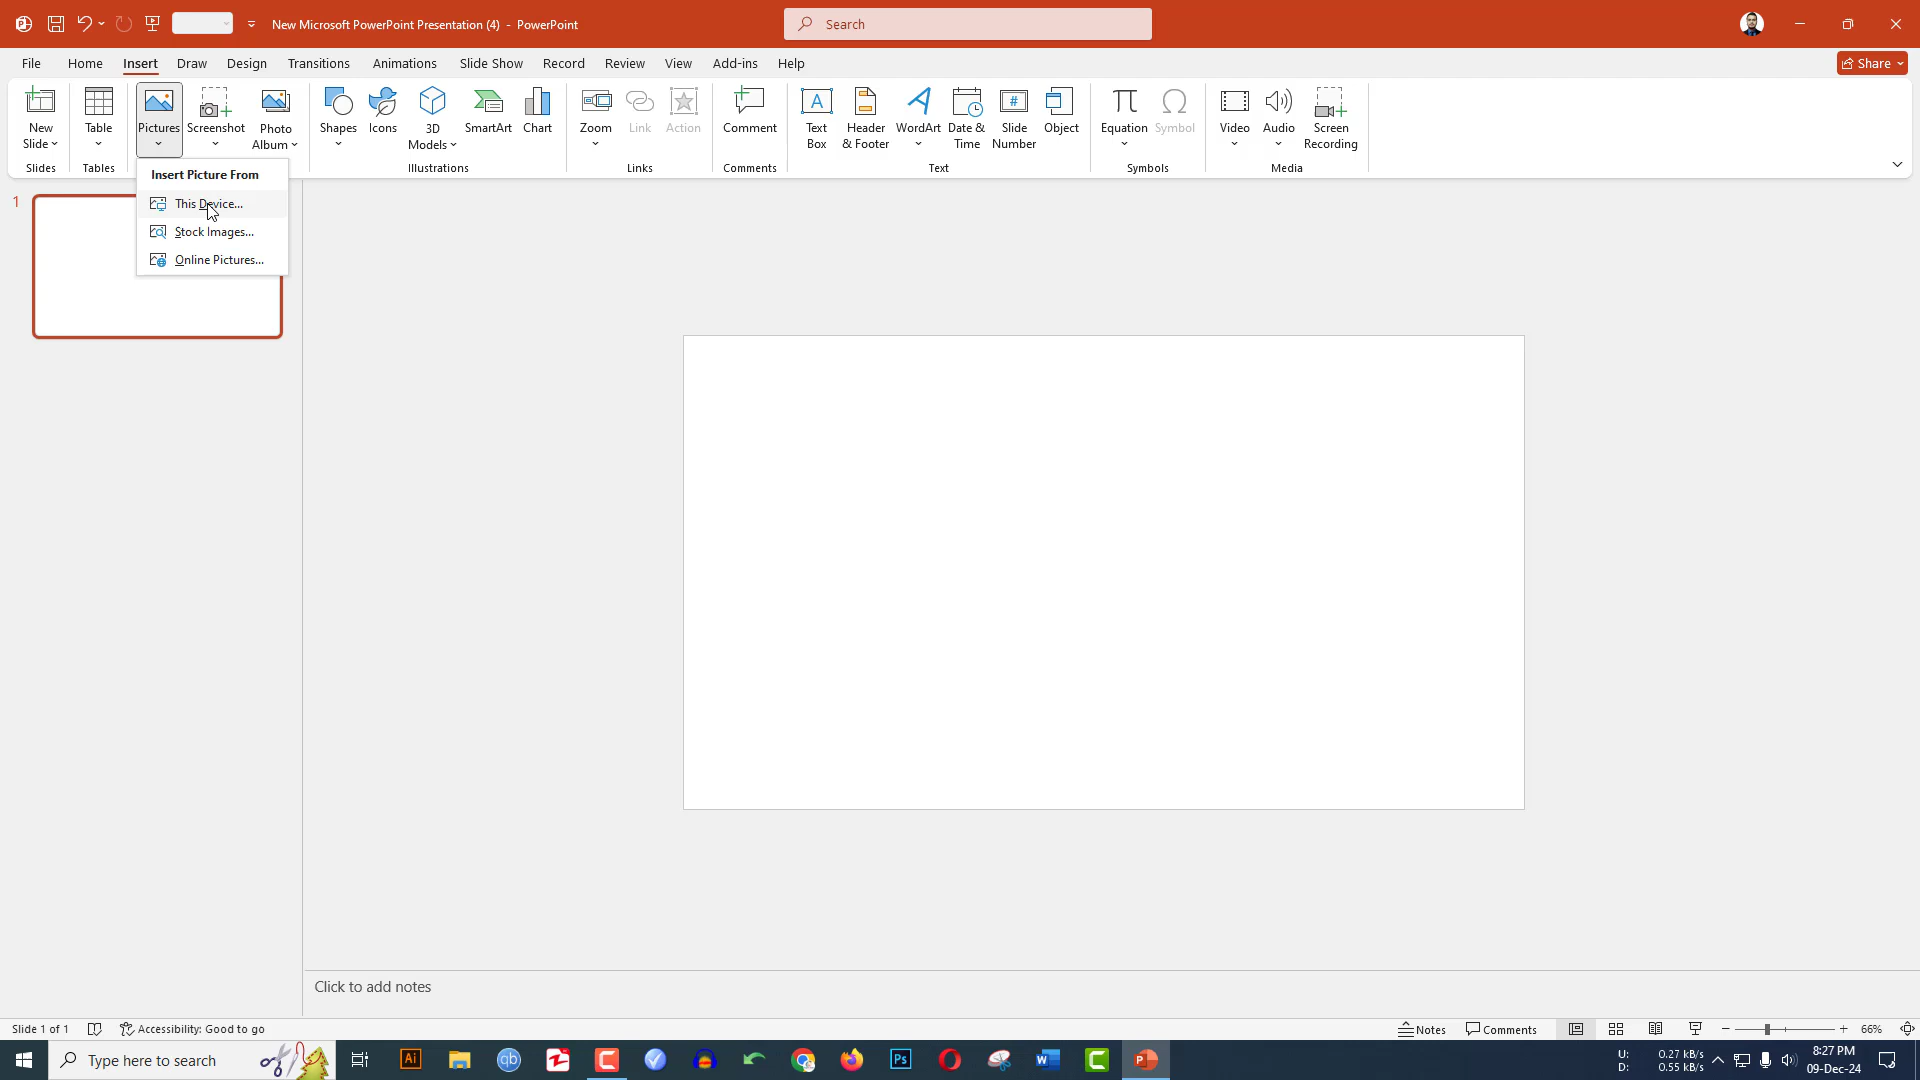 New Microsoft PowerPoint Presentation (4) - PowerPoint
Search
File Home Insert Draw Design Transitions Animations Slide Show Record Review View Add-ins Help
Share
New Slide
Table
Pictures
Screenshot
Photo Album
Shapes
Icons
3D Models
SmartArt
Chart
Zoom
Link
Action
Comment
Text Box
Header & Footer
WordArt
Date & Time
Slide Number
Object
Equation
Symbol
Video
Audio
Screen Recording
Slides Tables Illustrations Links Comments Text Symbols Media
Insert Picture From
This Device...
Stock Images...
Online Pictures...
1
Click to add notes
Slide 1 of 1 Accessibility: Good to go Notes Comments 66%
Type here to search
Ai
qb
Ps
U: 0.27 kB/s
D: 0.55 kB/s
8:27 PM
09-Dec-24